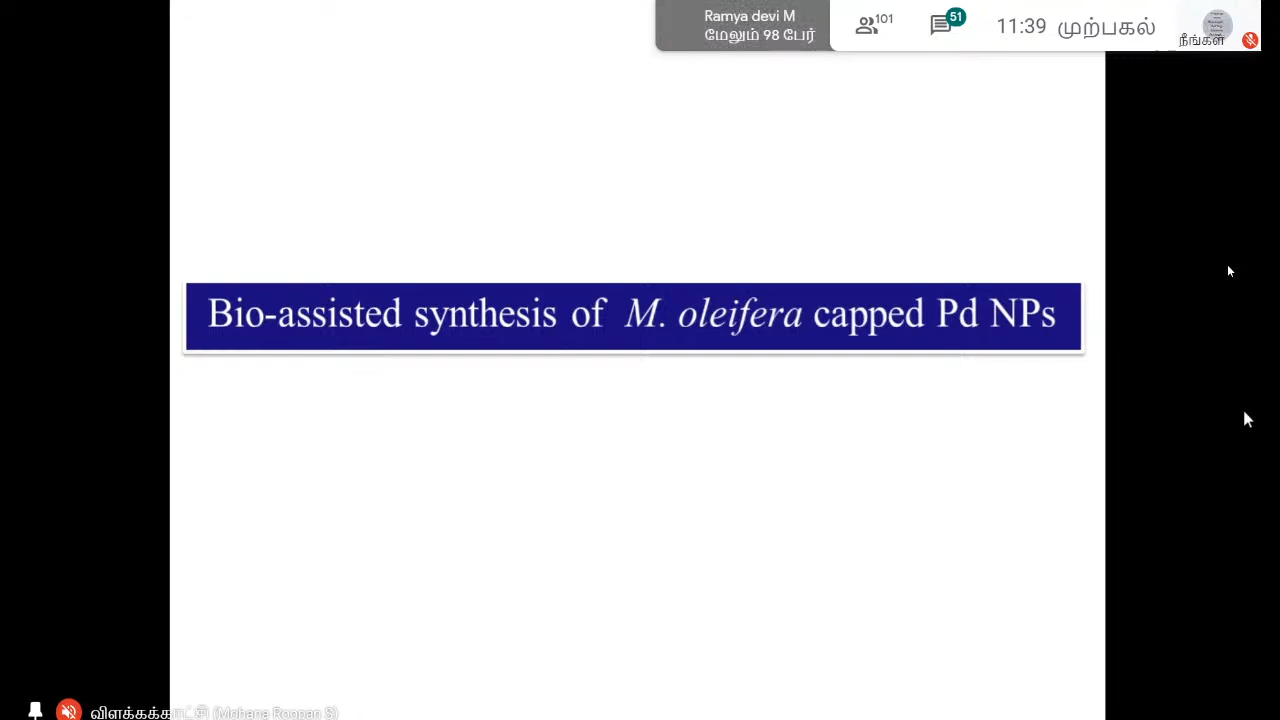 Ramya devi M
மேலும் 98 பேர்
101
51
11:39 முற்பகல்
நீங்கள்
Bio-assisted synthesis of M. oleifera capped Pd NPs
விளக்கக்காட்சி (Mohana Roopan S)